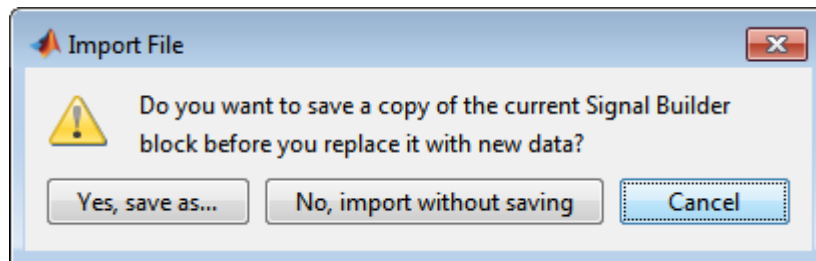 Import File
Do you want to save a copy of the current Signal Builder
block before you replace it with new data?
Yes, save as... No, import without saving Cancel